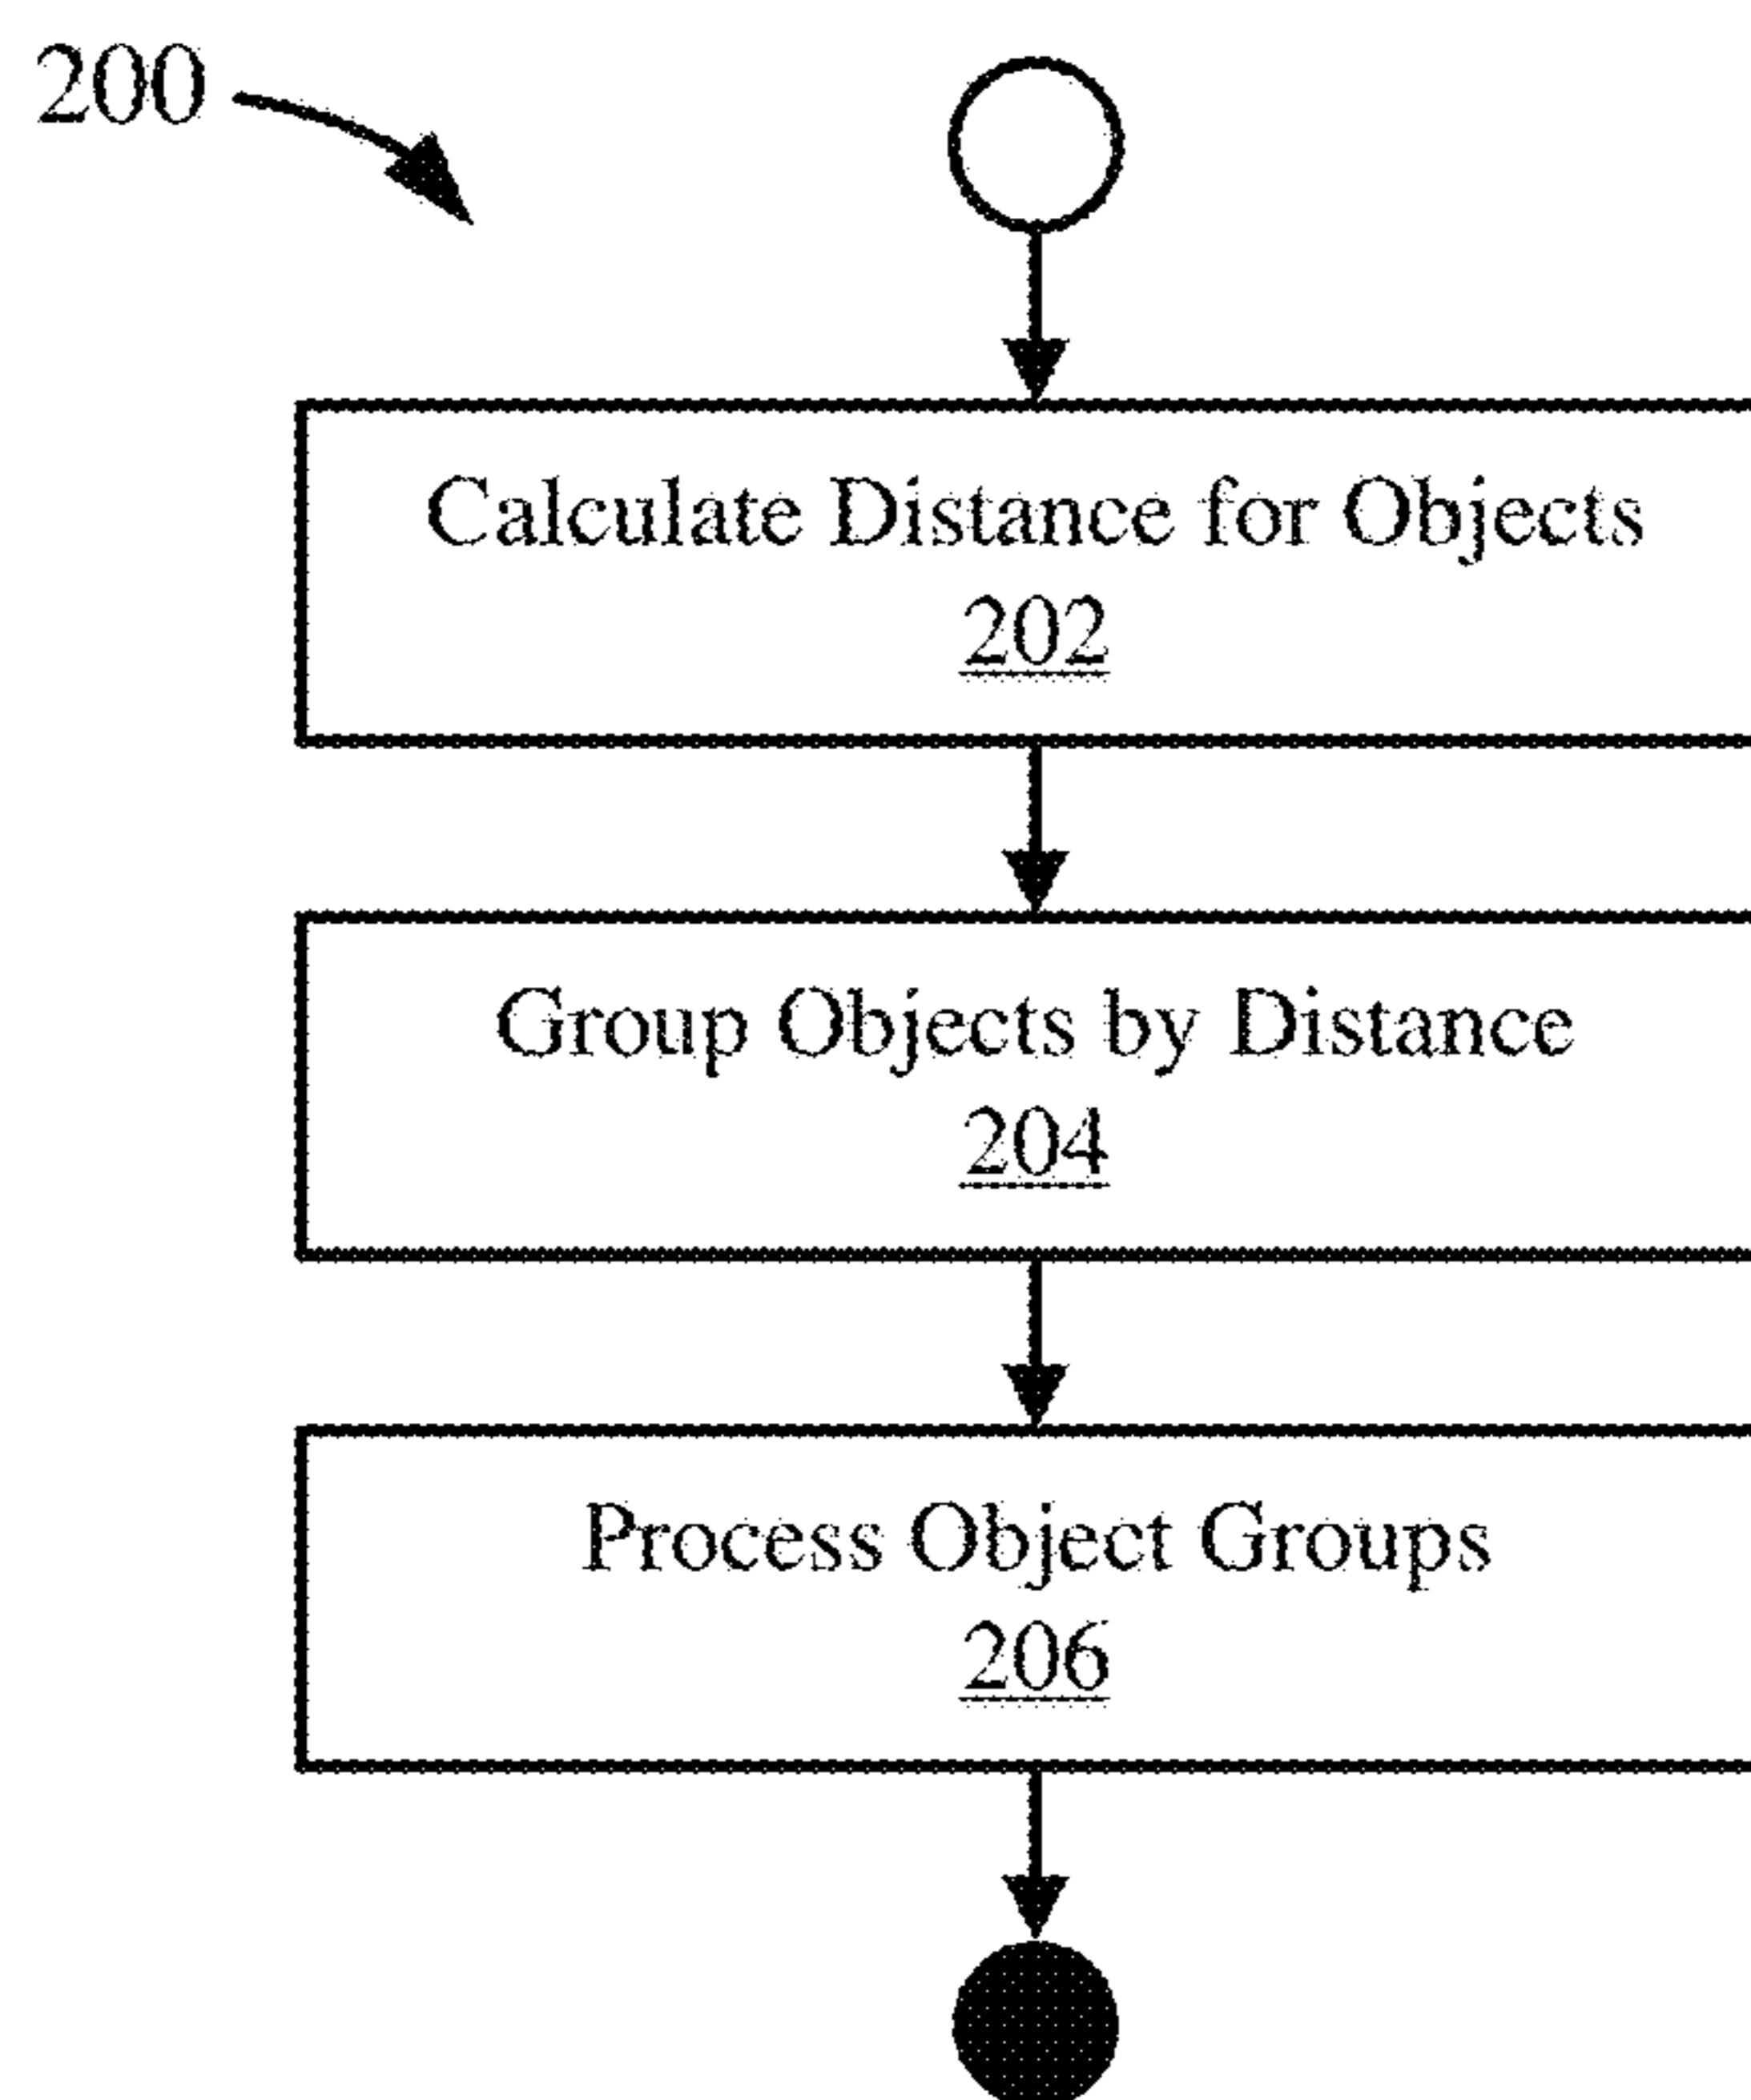 200
Calculate Distance for Objects
202
Group Objects by Distance
204
Process Object Groups
206